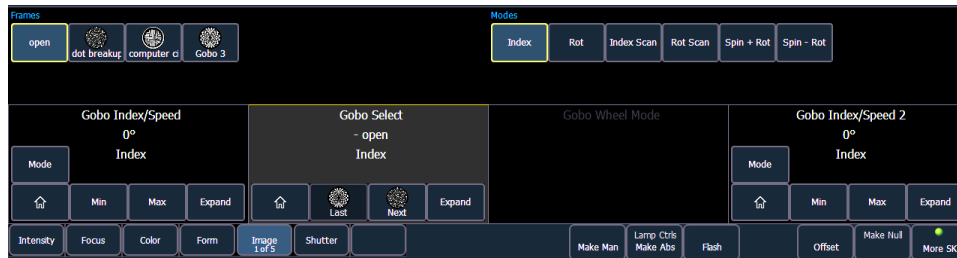 Frames
Modes
open
dot breakup
computer ci
Gobo 3
Index
Rot
Index Scan
Rot Scan
Spin + Rot
Spin - Rot
Gobo Index/Speed
0°
Index
Mode
Min
Max
Expand
Gobo Select
- open
Index
Last
Next
Expand
Gobo Wheel Mode
Gobo Index/Speed 2
0°
Index
Mode
Min
Max
Expand
Intensity
Focus
Color
Form
Image
1 of 5
Shutter
Make Man
Lamp Ctrls
Make Abs
Flash
Offset
Make Null
More SK